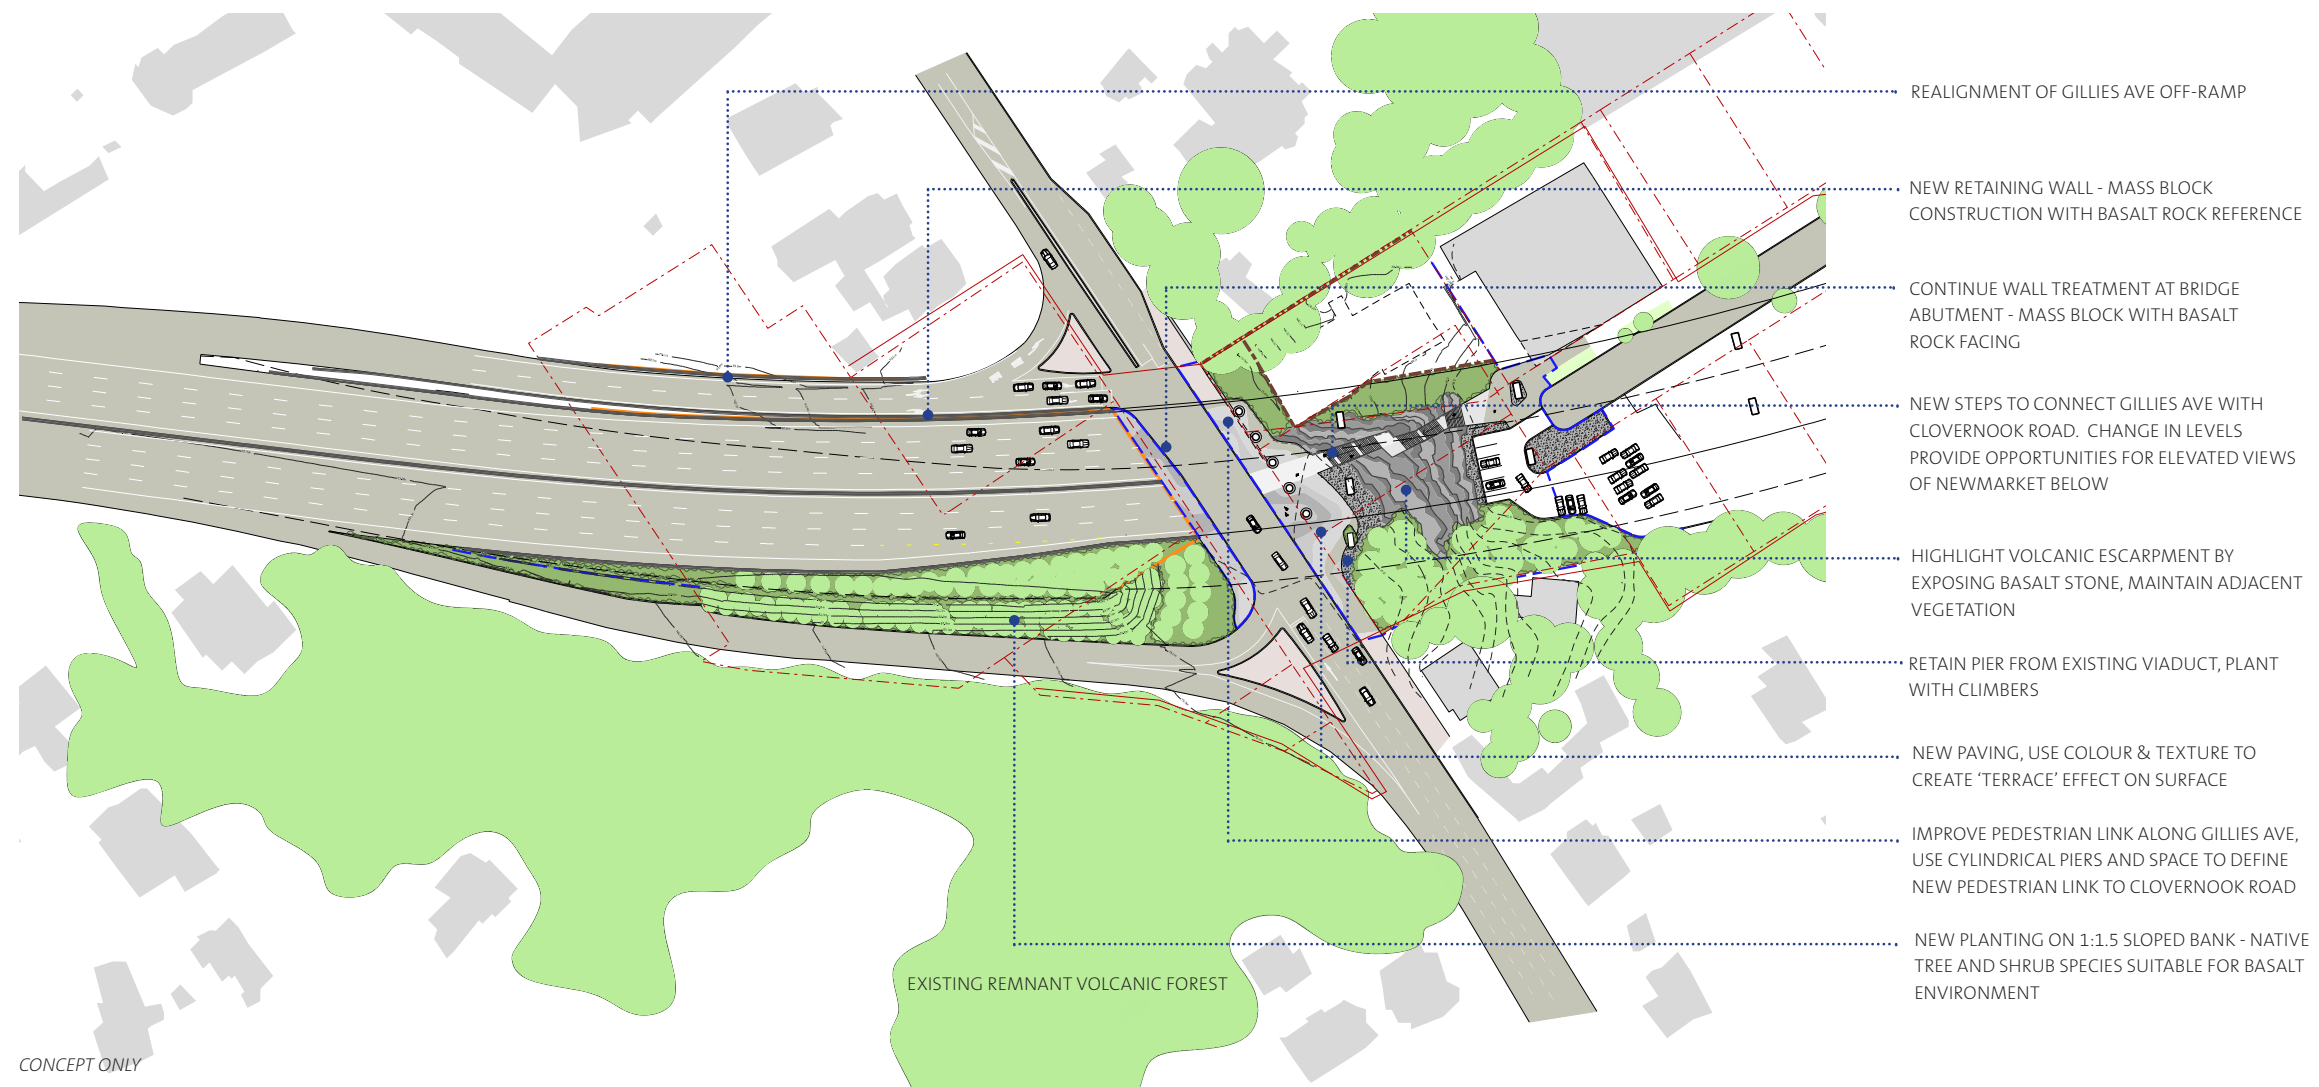 REALIGNMENT OF GILLIES AVE OFF-RAMP
NEW RETAINING WALL - MASS BLOCK
CONSTRUCTION WITH BASALT ROCK REFERENCE
CONTINUE WALL TREATMENT AT BRIDGE
ABUTMENT - MASS BLOCK WITH BASALT
ROCK FACING
NEW STEPS TO CONNECT GILLIES AVE WITH
CLOVERNOOK ROAD. CHANGE IN LEVELS
PROVIDE OPPORTUNITIES FOR ELEVATED VIEWS
OF NEWMARKET BELOW
HIGHLIGHT VOLCANIC ESCARPMENT BY
EXPOSING BASALT STONE, MAINTAIN ADJACENT
VEGETATION
RETAIN PIER FROM EXISTING VIADUCT, PLANT
WITH CLIMBERS
NEW PAVING, USE COLOUR & TEXTURE TO
CREATE ‘TERRACE’ EFFECT ON SURFACE
IMPROVE PEDESTRIAN LINK ALONG GILLIES AVE,
USE CYLINDRICAL PIERS AND SPACE TO DEFINE
NEW PEDESTRIAN LINK TO CLOVERNOOK ROAD
NEW PLANTING ON 1:1.5 SLOPED BANK - NATIVE
TREE AND SHRUB SPECIES SUITABLE FOR BASALT
ENVIRONMENT
EXISTING REMNANT VOLCANIC FOREST
CONCEPT ONLY